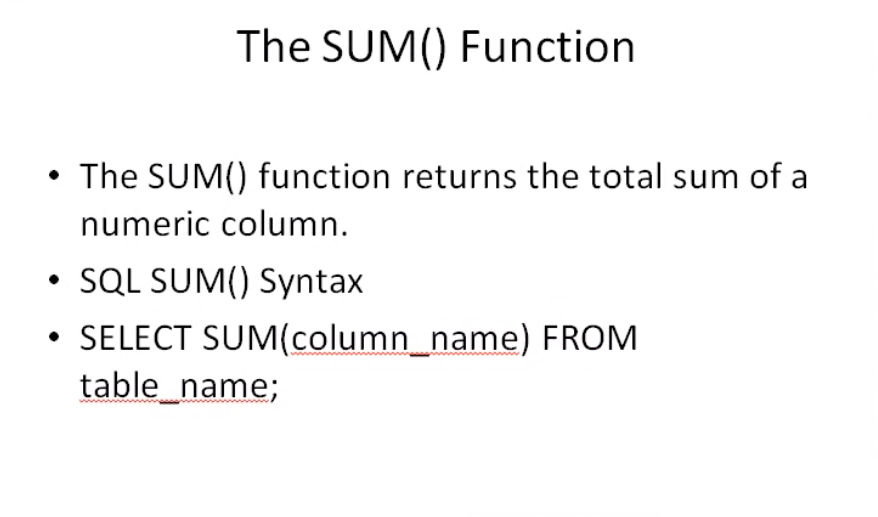 The SUM() Function
• The SUM() function returns the total sum of a
numeric column.
• SQL SUM() Syntax
• SELECT SUM(column_name) FROM
table_name;